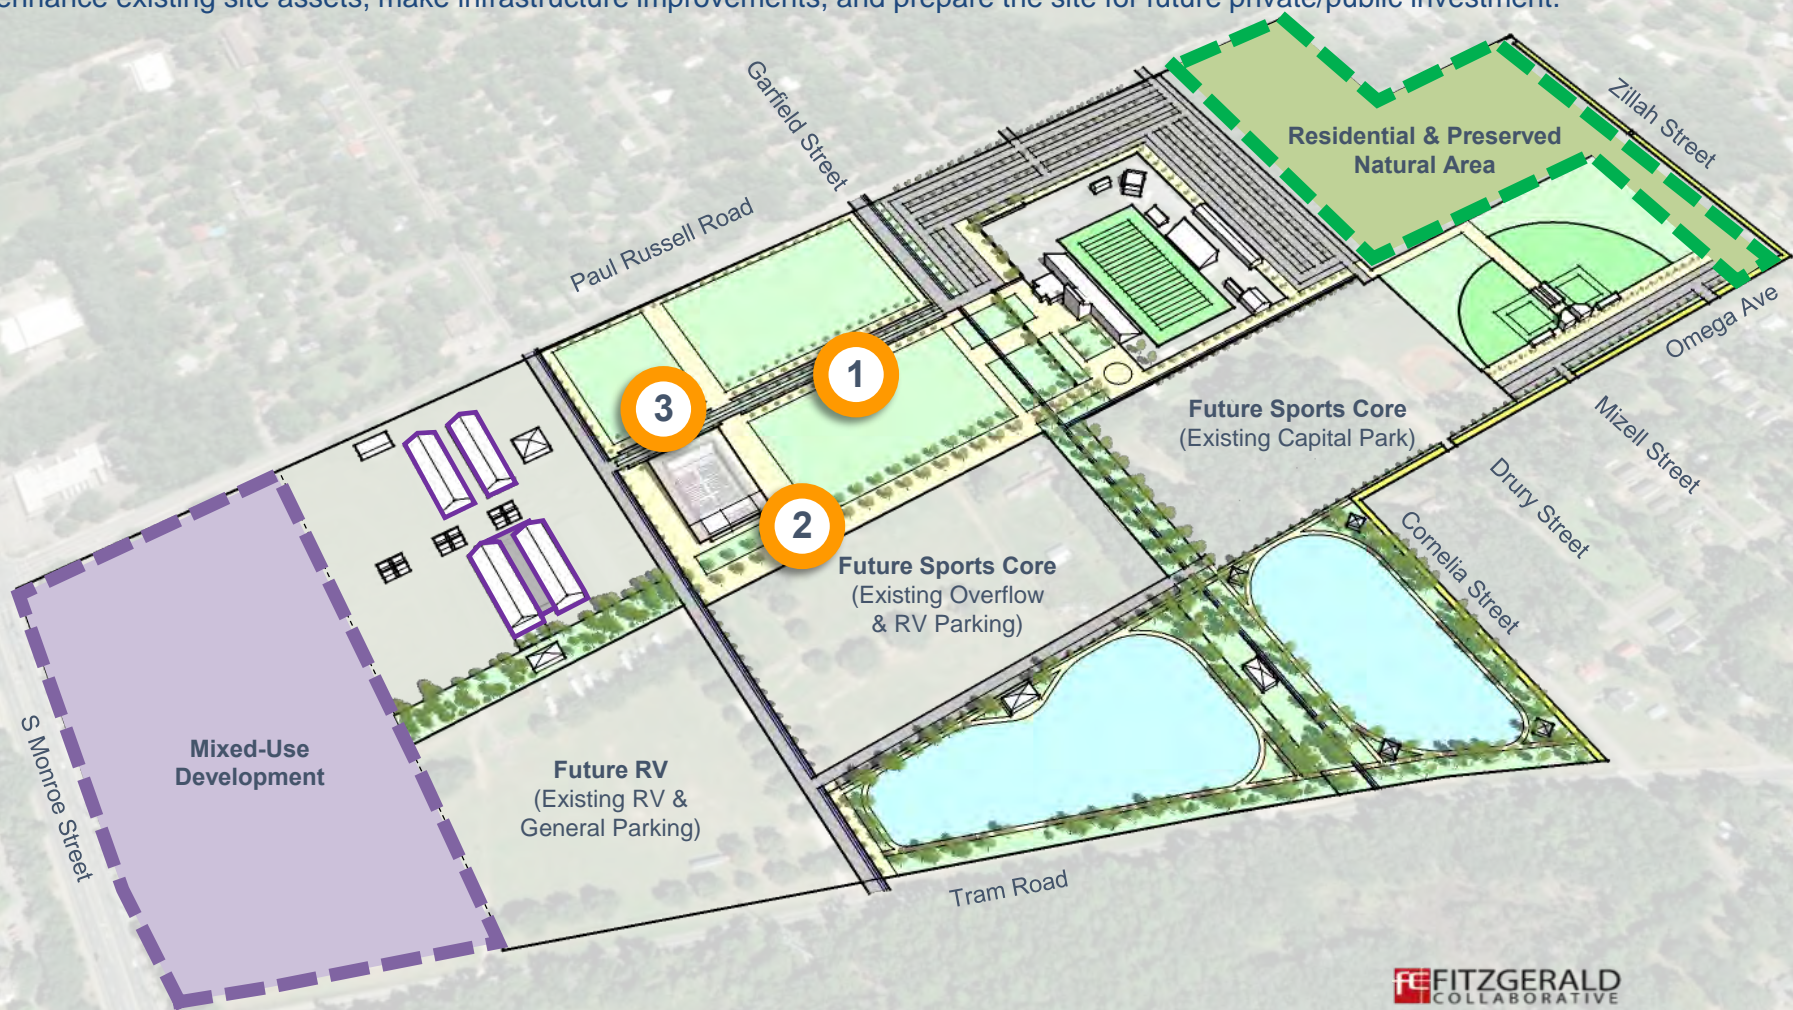 enhance existing site assets, make infrastructure improvements, and prepare the site for future private/public investment.
Garfield Street
Zillah Street
Residential & Preserved
Natural Area
Paul Russell Road
Omega Ave
1
3
Future Sports Core
(Existing Capital Park)
Mizell Street
Drury Street
Cornelia Street
2
Future Sports Core
(Existing Overflow
& RV Parking)
S Monroe Street
Mixed-Use
Development
Future RV
(Existing RV &
General Parking)
Tram Road
FC FITZGERALD
COLLABORATIVE